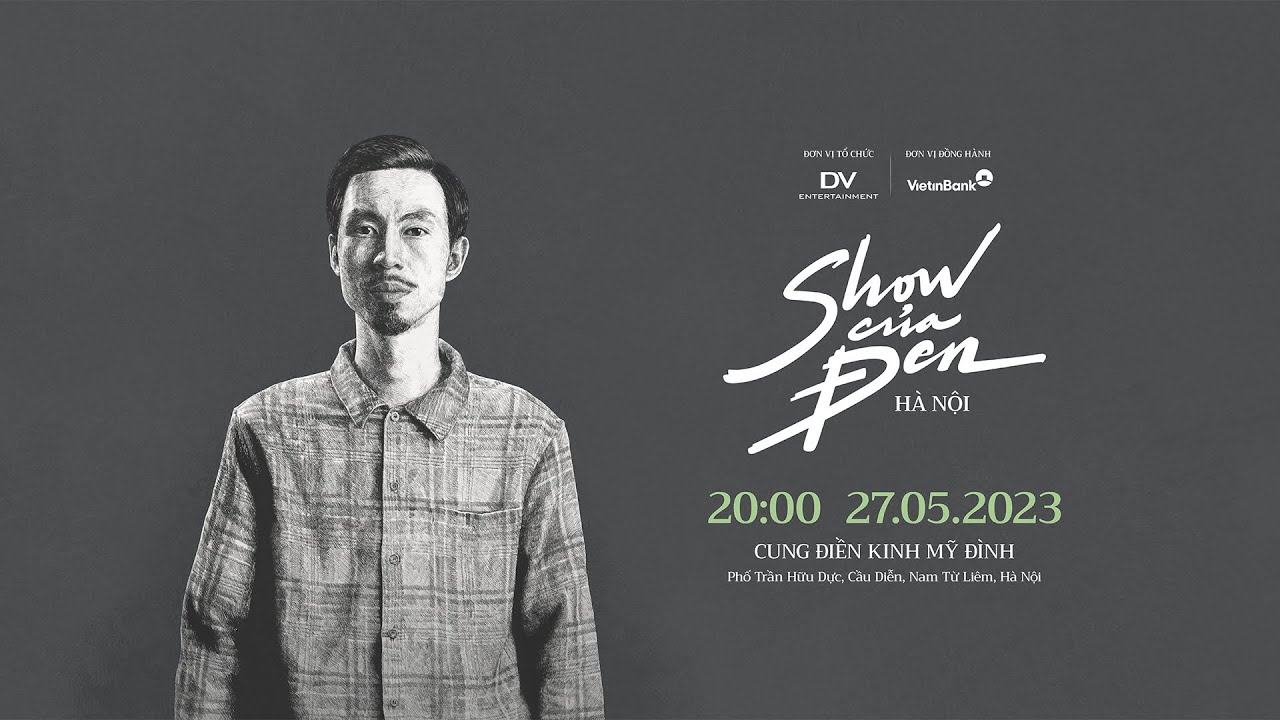 ĐƠN VỊ TỔ CHỨC
DV
ENTERTAINMENT
ĐƠN VỊ ĐỒNG HÀNH
VietinBank
Show
của
Đen
HÀ NỘI
20:00 27.05.2023
CUNG ĐIỀN KINH MỸ ĐÌNH
Phố Trần Hữu Dực, Cầu Diễn, Nam Từ Liêm, Hà Nội